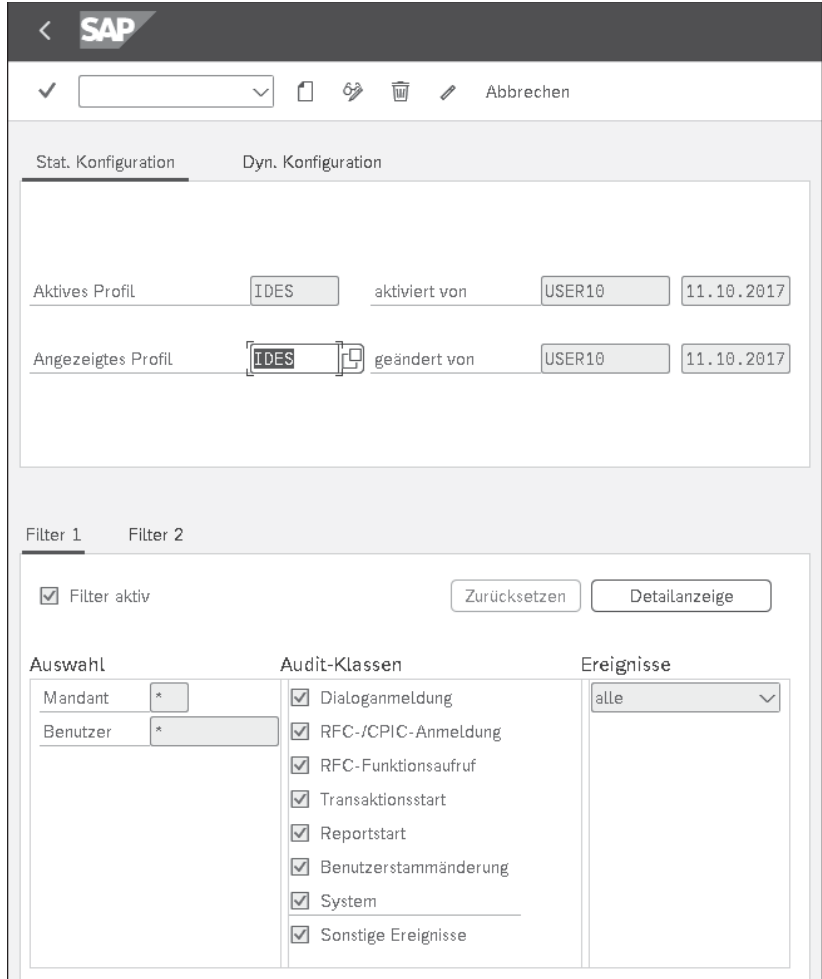 SAP
Abbrechen
Stat. Konfiguration Dyn. Konfiguration
Aktives Profil IDES aktiviert von USER10 11.10.2017
Angezeigtes Profil IDES geändert von USER10 11.10.2017
Filter 1 Filter 2
Filter aktiv Zurücksetzen Detailanzeige
Auswahl Audit-Klassen Ereignisse
Mandant * Dialoganmeldung alle
Benutzer * RFC-/CPIC-Anmeldung
RFC-Funktionsaufruf
Transaktionsstart
Reportstart
Benutzerstammänderung
System
Sonstige Ereignisse